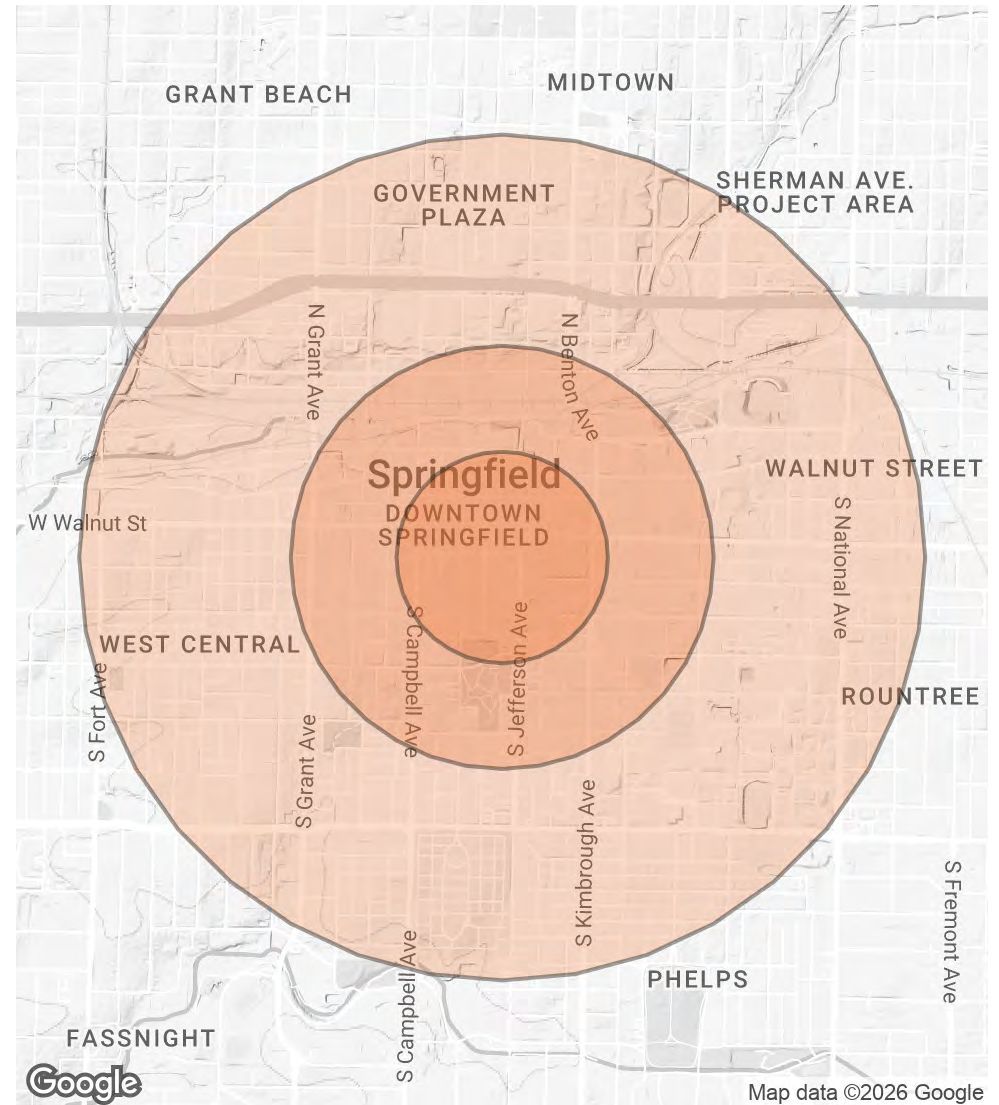 MIDTOWN
GRANT BEACH
SHERMAN AVE.
PROJECT AREA
GOVERNMENT
PLAZA
N Grant Ave
N Benton Ave
Springfield
WALNUT STREET
DOWNTOWN
SPRINGFIELD
W Walnut St
S National Ave
S Campbell Ave
S Jefferson Ave
WEST CENTRAL
S Fort Ave
ROUNTREE
S Grant Ave
S Kimbrough Ave
S Fremont Ave
S Campbell Ave
PHELPS
FASSNIGHT
Google
Map data ©2026 Google